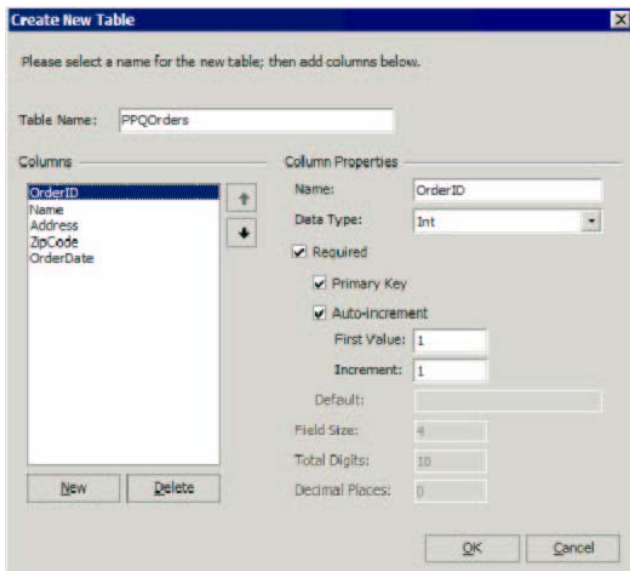 Create New Table
Please select a name for the new table; then add columns below.
Table Name: PPQOrders
Columns
OrderID
Name
Address
ZipCode
OrderDate
New Delete
Column Properties
Name: OrderID
Data Type: Int
Required
Primary Key
Auto-increment
First Value: 1
Increment: 1
Default:
Field Size: 4
Total Digits: 10
Decimal Places: 0
OK Cancel